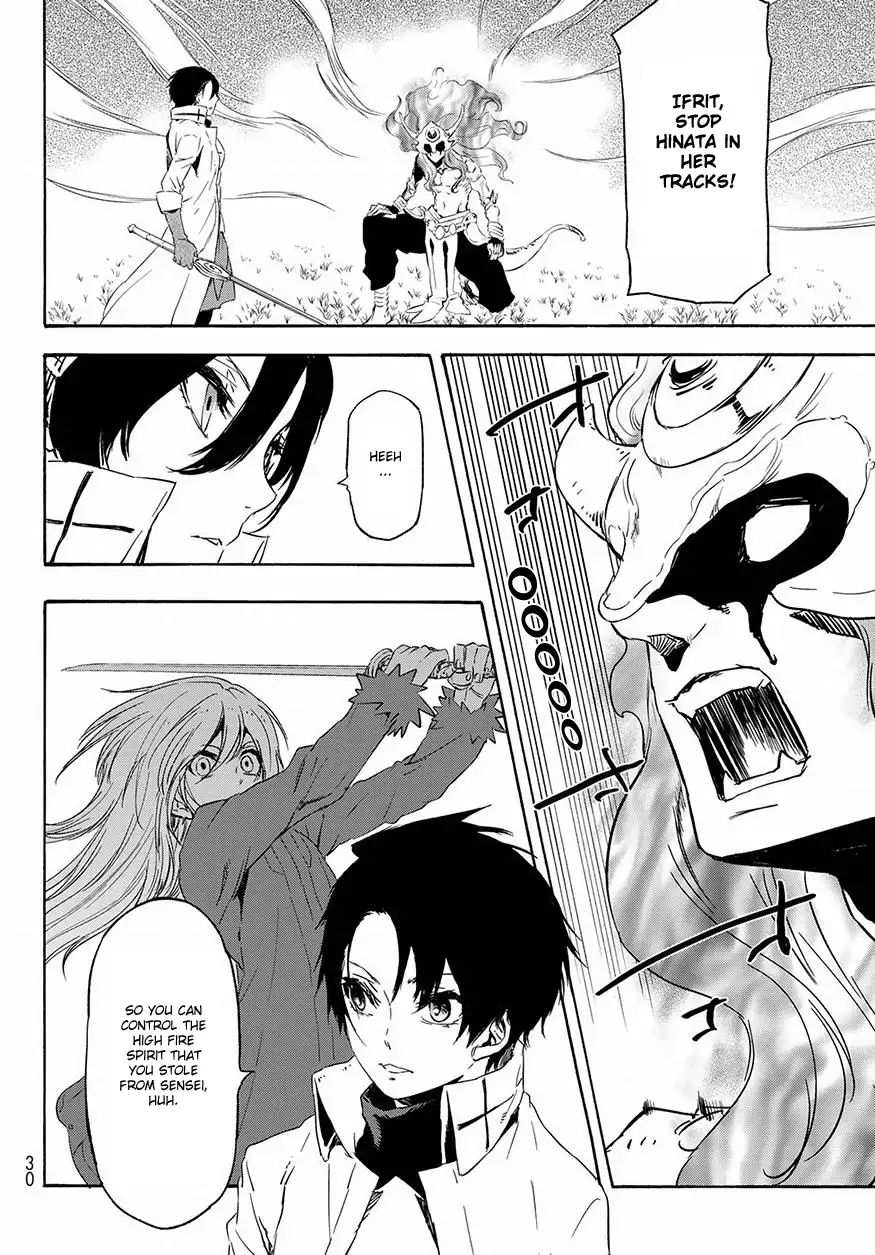 IFRIT,
STOP
HINATA IN
HER
TRACKS!
HEEH
...
OOOOOO
SO YOU CAN
CONTROL THE
HIGH FIRE
SPIRIT THAT
YOU STOLE
FROM SENSEI,
HUH.
30